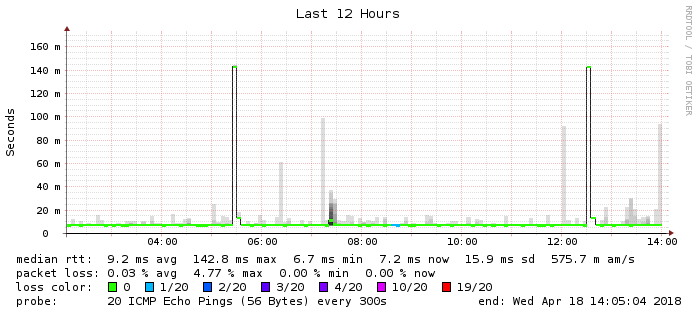 Last 12 Hours
RRDTOOL / TOBI OETIKER
Seconds
160 m
140 m
120 m
100 m
80 m
60 m
40 m
20 m
0
04:00 06:00 08:00 10:00 12:00 14:00
median rtt: 9.2 ms avg 142.8 ms max 6.7 ms min 7.2 ms now 15.9 ms sd 575.7 m am/s
packet loss: 0.03 % avg 4.77 % max 0.00 % min 0.00 % now
loss color: 0 1/20 2/20 3/20 4/20 10/20 19/20
probe: 20 ICMP Echo Pings (56 Bytes) every 300s end: Wed Apr 18 14:05:04 2018